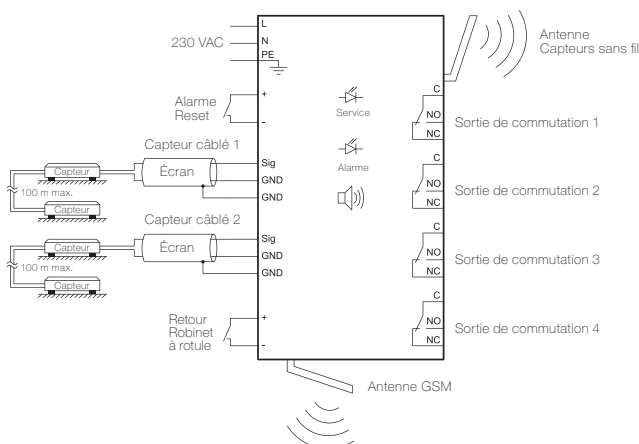 L
230 VAC
N
PE
Antenne
Capteurs sans fil
Alarme
Reset
+
-
Service
Alarme
C
NO
NC
Sortie de commutation 1
Capteur câblé 1
Écran
Sig
GND
GND
Capteur
100 m max.
Capteur
C
NO
NC
Sortie de commutation 2
Capteur câblé 2
Écran
Sig
GND
GND
Capteur
100 m max.
Capteur
C
NO
NC
Sortie de commutation 3
Retour
Robinet
à rotule
+
-
C
NO
NC
Sortie de commutation 4
Antenne GSM